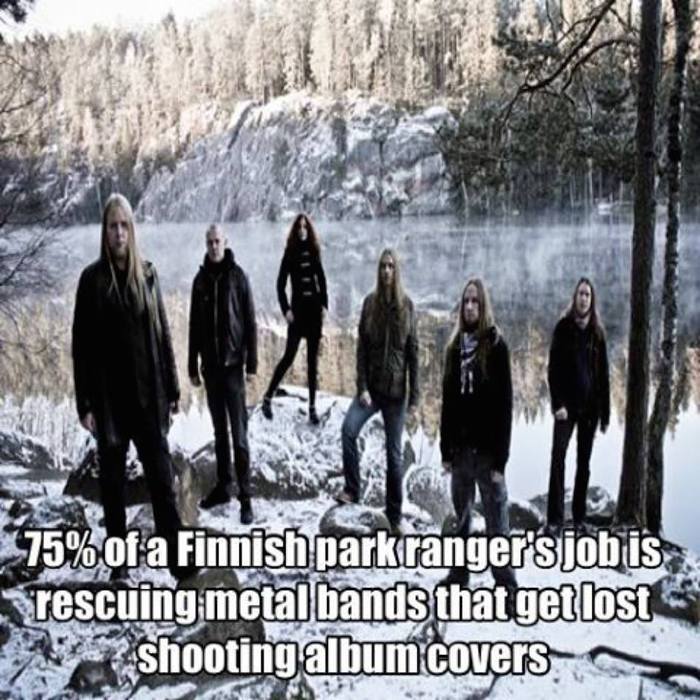 75% of a Finnish park ranger's job is
rescuing metal bands that get lost
shooting album covers